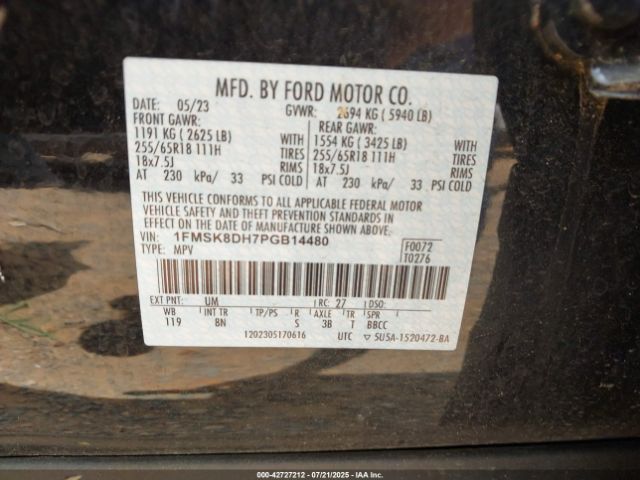 MFD. BY FORD MOTOR CO.
DATE: 05/23 GVWR: 2694 KG ( 5940 LB)
FRONT GAWR: REAR GAWR:
1191 KG ( 2625 LB) WITH 1554 KG ( 3425 LB) WITH
255/65R18 111H TIRES 255/65R18 111H TIRES
18x7.5J RIMS 18x7.5J RIMS
AT 230 kPa/ 33 PSI COLD AT 230 kPa/ 33 PSI COLD
THIS VEHICLE CONFORMS TO ALL APPLICABLE FEDERAL MOTOR
VEHICLE SAFETY AND BUMPER STANDARDS IN
EFFECT ON THE DATE OF MANUFACTURE SHOWN ABOVE.
VIN: 1FMSK8DH7PGB14480 F0072
TYPE: MPV T0276
EXT PNT: UM RC: 27 DSO:
WB INT TR TP/PS R AXLE TR SPR
119 8N S 3B T BBCC
1202305170616 UTC ▽ 5U5A-1520472-BA
000-42727212 - 07/21/2025 - IAA Inc.